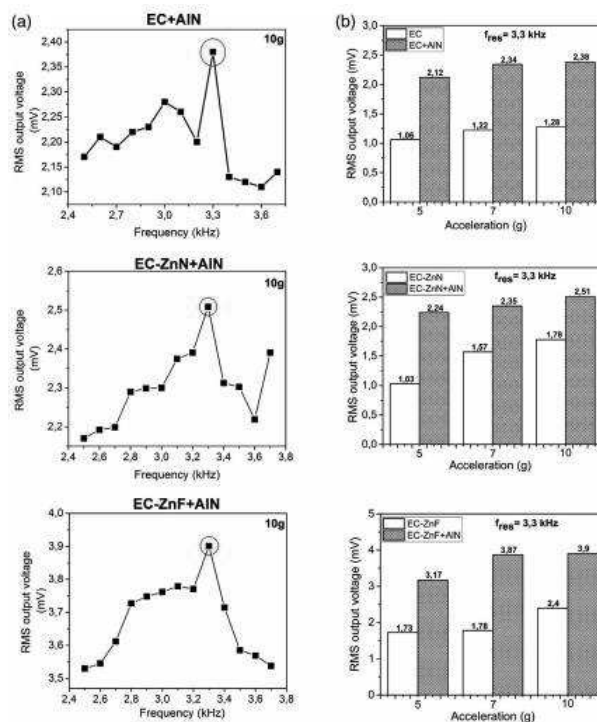 (a)
EC+AlN
10g
2,40
2,35
2,30
2,25
2,20
2,15
2,10
RMS output voltage
(mV)
2,4 2,7 3,0 3,3 3,6
Frequency (kHz)
(b)
EC
EC+AlN
fres= 3,3 kHz
3,0
2,5
2,0
1,5
1,0
0,5
0,0
RMS output voltage (mV)
1,06 2,12 1,22 2,34 1,28 2,38
5 7 10
Acceleration (g)
EC-ZnN+AlN
10g
2,6
2,5
2,4
2,3
2,2
RMS output voltage
(mV)
2,4 2,6 2,8 3,0 3,2 3,4 3,6 3,8
Frequency (kHz)
EC-ZnN
EC-ZnN+AlN
fres= 3,3 kHz
3,0
2,5
2,0
1,5
1,0
0,5
0,0
RMS output voltage (mV)
1,03 2,24 1,57 2,35 1,78 2,51
5 7 10
Acceleration (g)
EC-ZnF+AlN
10g
4,0
3,9
3,8
3,7
3,6
3,5
RMS output voltage
(mV)
2,4 2,6 2,8 3,0 3,2 3,4 3,6 3,8
Frequency (kHz)
EC-ZnF
EC-ZnF+AlN
fres= 3,3 kHz
5
4
3
2
1
0
RMS output voltage (mV)
1,73 3,17 1,78 3,87 2,4 3,9
5 7 10
Acceleration (g)